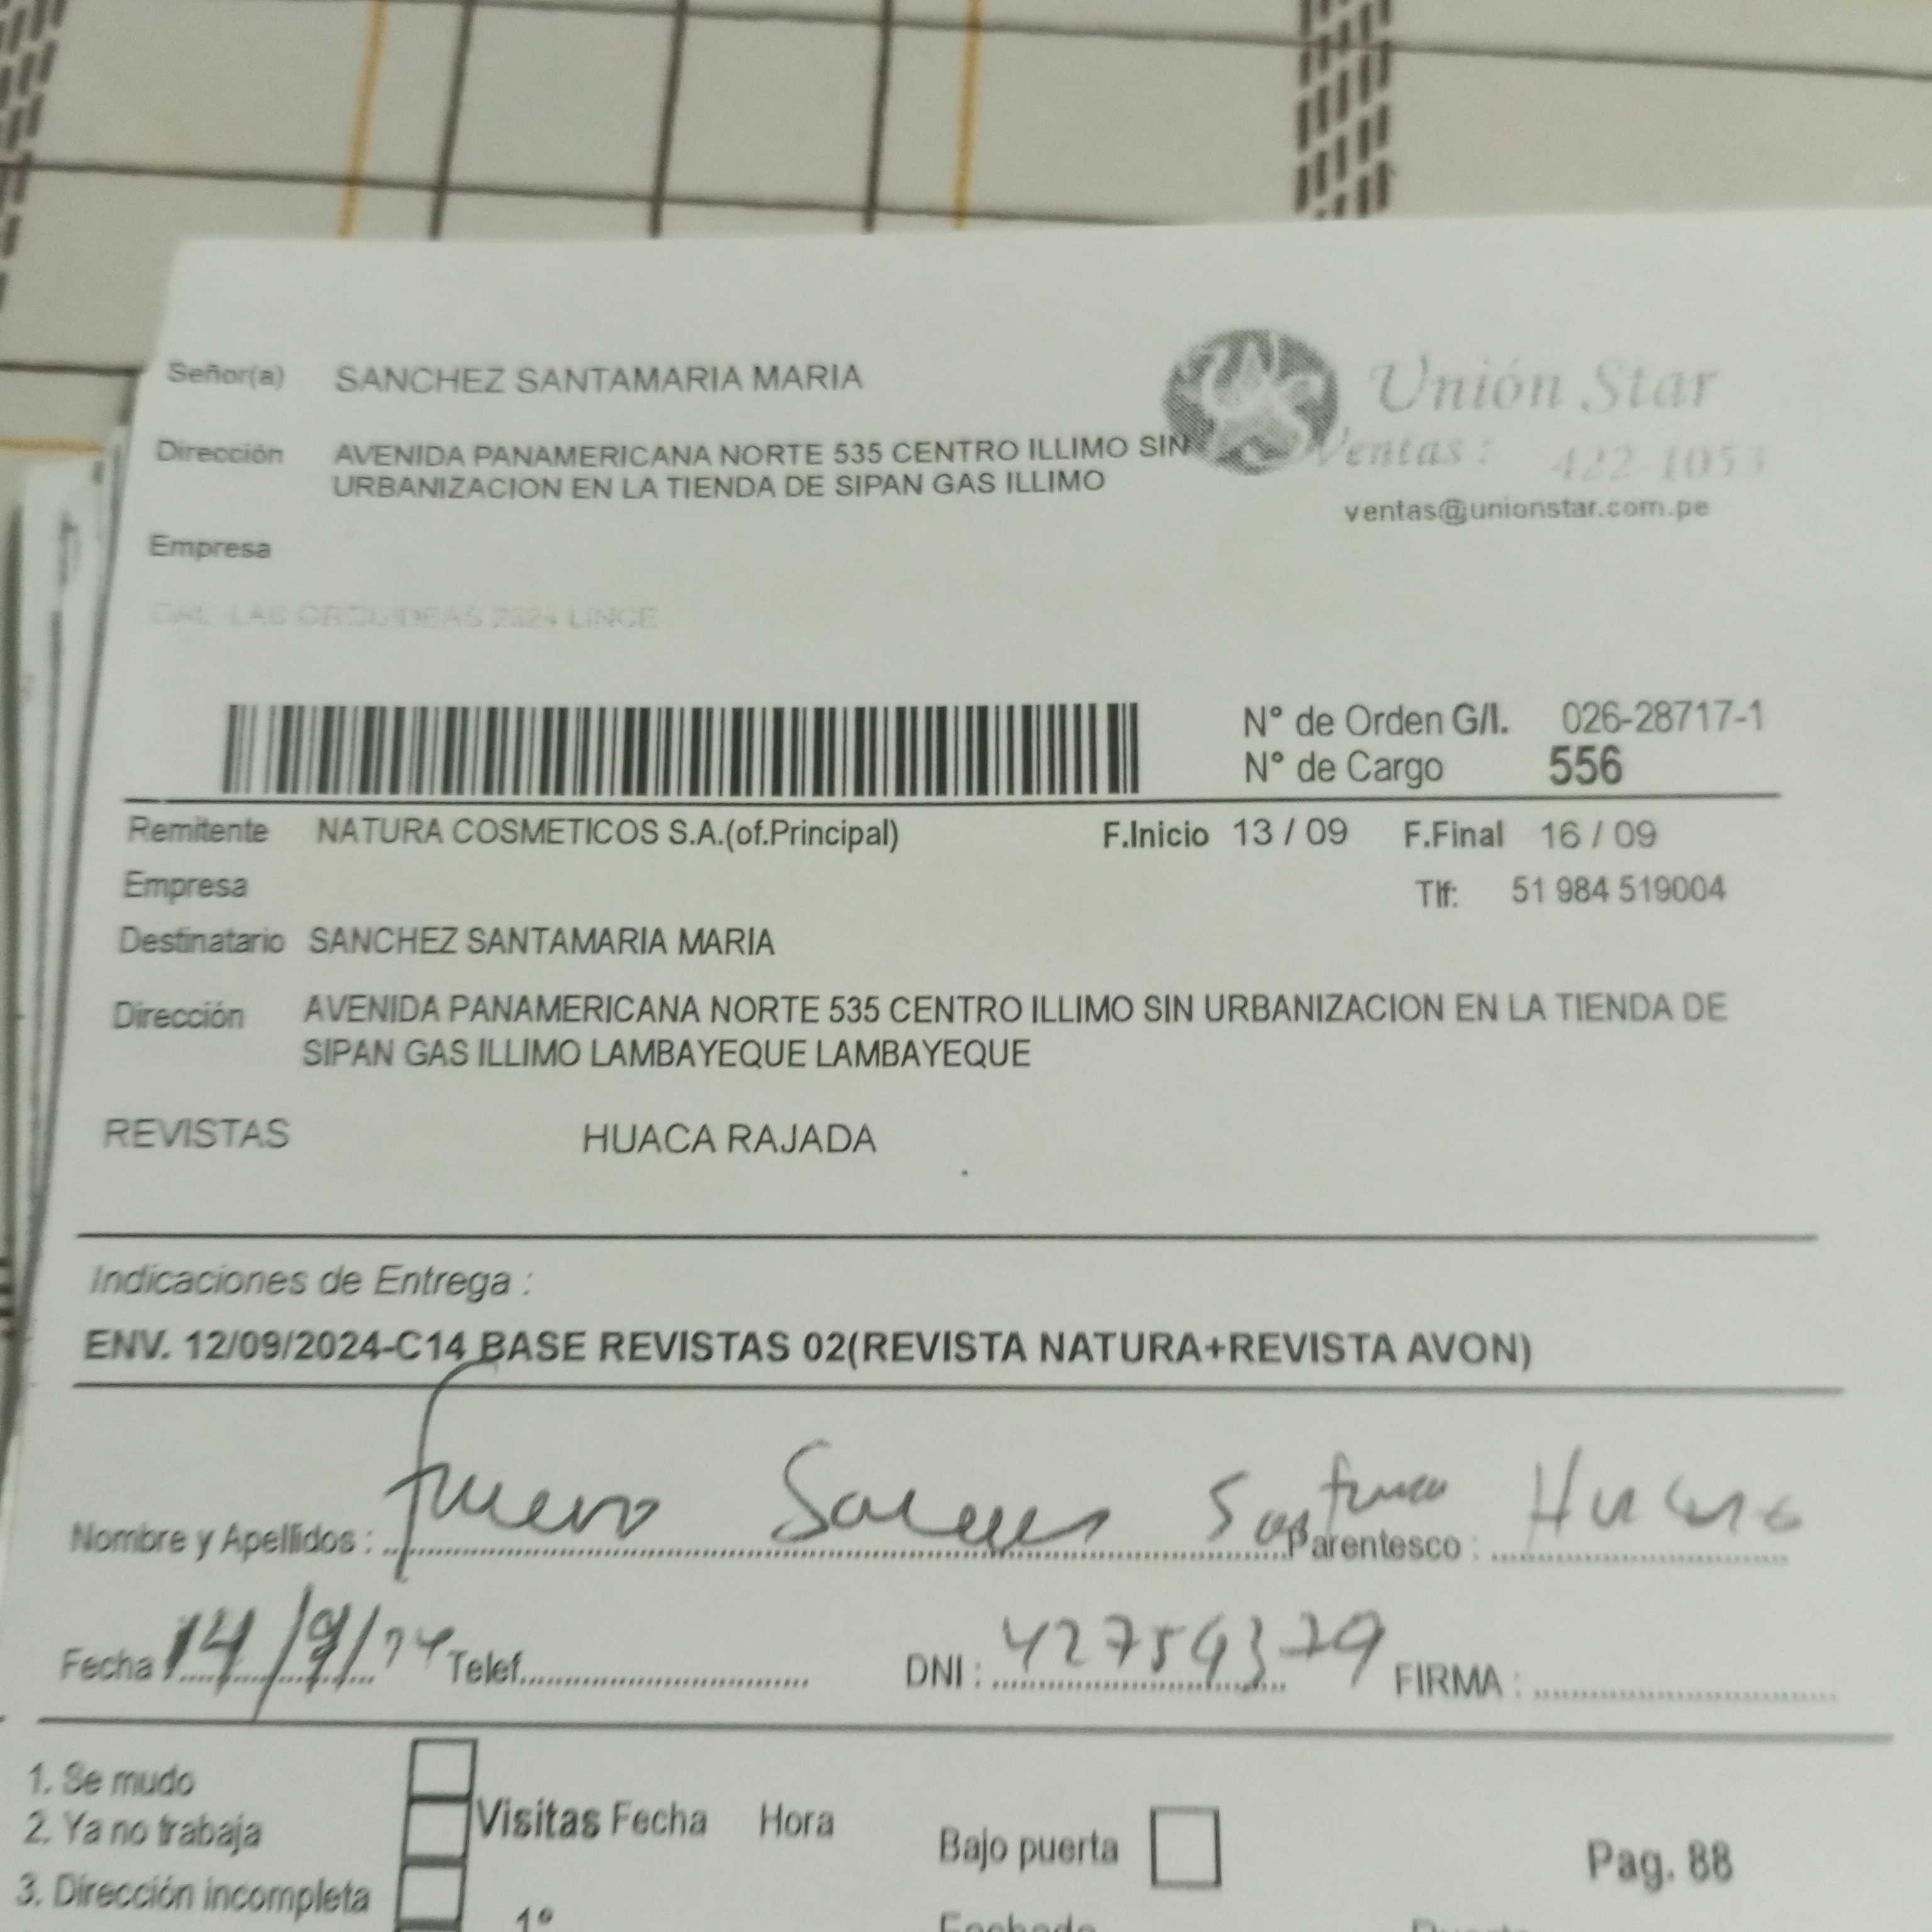 Señor(a) SANCHEZ SANTAMARIA MARIA
Unión Star
Dirección AVENIDA PANAMERICANA NORTE 535 CENTRO ILLIMO SIN
URBANIZACION EN LA TIENDA DE SIPAN GAS ILLIMO
Ventas: 422-1053
ventas@unionstar.com.pe
Empresa
CAL. LAS ORQUIDEAS 2624 LINCE
N° de Orden G/I. 026-28717-1
N° de Cargo 556
Remitente NATURA COSMETICOS S.A.(of.Principal) F.Inicio 13 / 09 F.Final 16 / 09
Empresa Tlf: 51 984 519004
Destinatario SANCHEZ SANTAMARIA MARIA
Dirección AVENIDA PANAMERICANA NORTE 535 CENTRO ILLIMO SIN URBANIZACION EN LA TIENDA DE
SIPAN GAS ILLIMO LAMBAYEQUE LAMBAYEQUE
REVISTAS HUACA RAJADA
Indicaciones de Entrega :
ENV. 12/09/2024-C14 BASE REVISTAS 02(REVISTA NATURA+REVISTA AVON)
Nombre y Apellidos : Parentesco :
Fecha 14/9/24 Telef. DNI : 42759379 FIRMA :
1. Se mudo
2. Ya no trabaja
Visitas Fecha Hora
Bajo puerta
Pag. 88
3. Dirección incompleta
1º